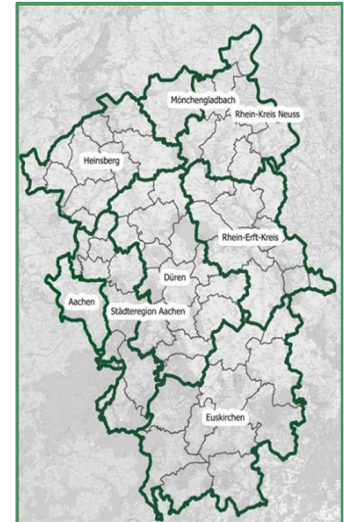 Mönchengladbach
Rhein-Kreis Neuss
Heinsberg
Rhein-Erft-Kreis
Düren
Aachen
Städteregion Aachen
Euskirchen